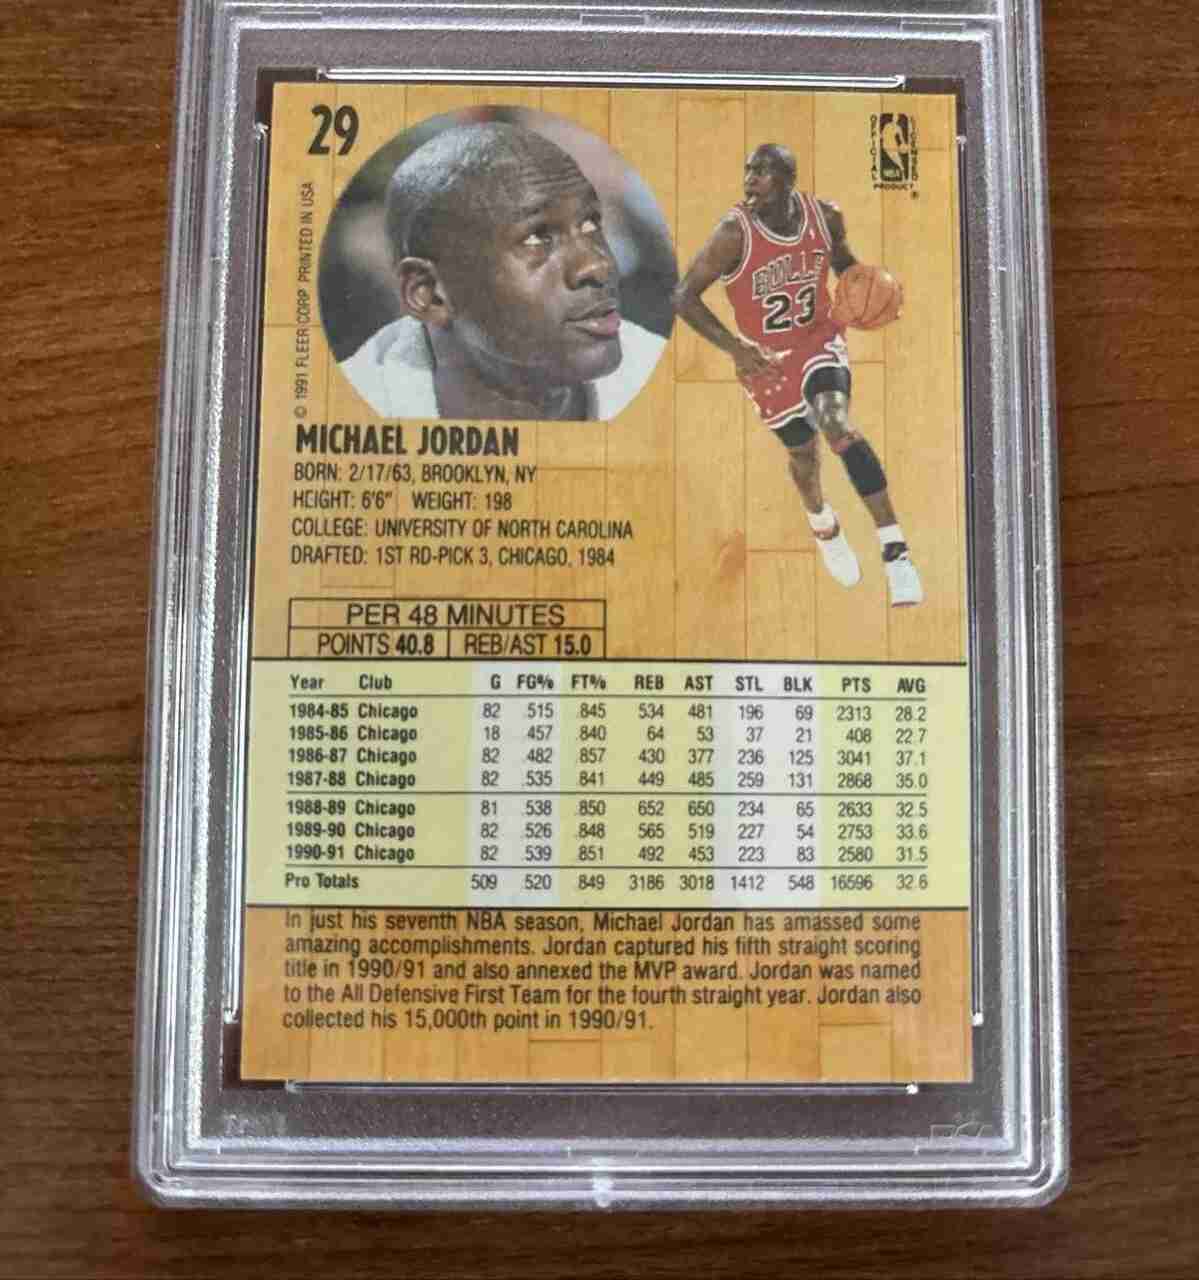 29
OFFICIAL LICENSED
NBA
PRODUCT ®
© 1991 FLEER CORP PRINTED IN USA
BULLS
23
MICHAEL JORDAN
BORN: 2/17/63, BROOKLYN, NY
HEIGHT: 6'6" WEIGHT: 198
COLLEGE: UNIVERSITY OF NORTH CAROLINA
DRAFTED: 1ST RD-PICK 3, CHICAGO, 1984
PER 48 MINUTES
POINTS 40.8 REB/AST 15.0
Year Club G FG% FT% REB AST STL BLK PTS AVG
1984-85 Chicago 82 .515 .845 534 481 196 69 2313 28.2
1985-86 Chicago 18 .457 .840 64 53 37 21 408 22.7
1986-87 Chicago 82 .482 .857 430 377 236 125 3041 37.1
1987-88 Chicago 82 .535 .841 449 485 259 131 2868 35.0
1988-89 Chicago 81 .538 .850 652 650 234 65 2633 32.5
1989-90 Chicago 82 .526 .848 565 519 227 54 2753 33.6
1990-91 Chicago 82 .539 .851 492 453 223 83 2580 31.5
Pro Totals 509 .520 .849 3186 3018 1412 548 16596 32.6
In just his seventh NBA season, Michael Jordan has amassed some
amazing accomplishments. Jordan captured his fifth straight scoring
title in 1990/91 and also annexed the MVP award. Jordan was named
to the All Defensive First Team for the fourth straight year. Jordan also
collected his 15,000th point in 1990/91.
PSA